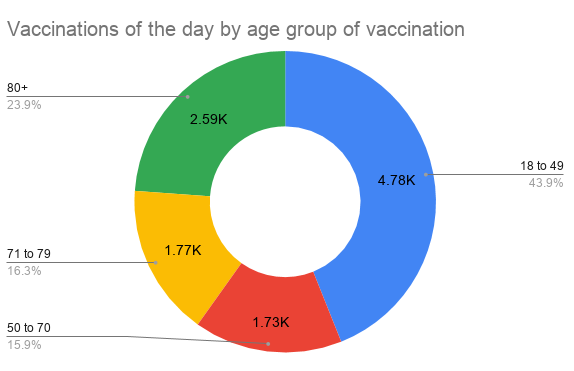 Vaccinations of the day by age group of vaccination
80+
23.9%
2.59K
18 to 49
43.9%
4.78K
71 to 79
16.3%
1.77K
50 to 70
15.9%
1.73K